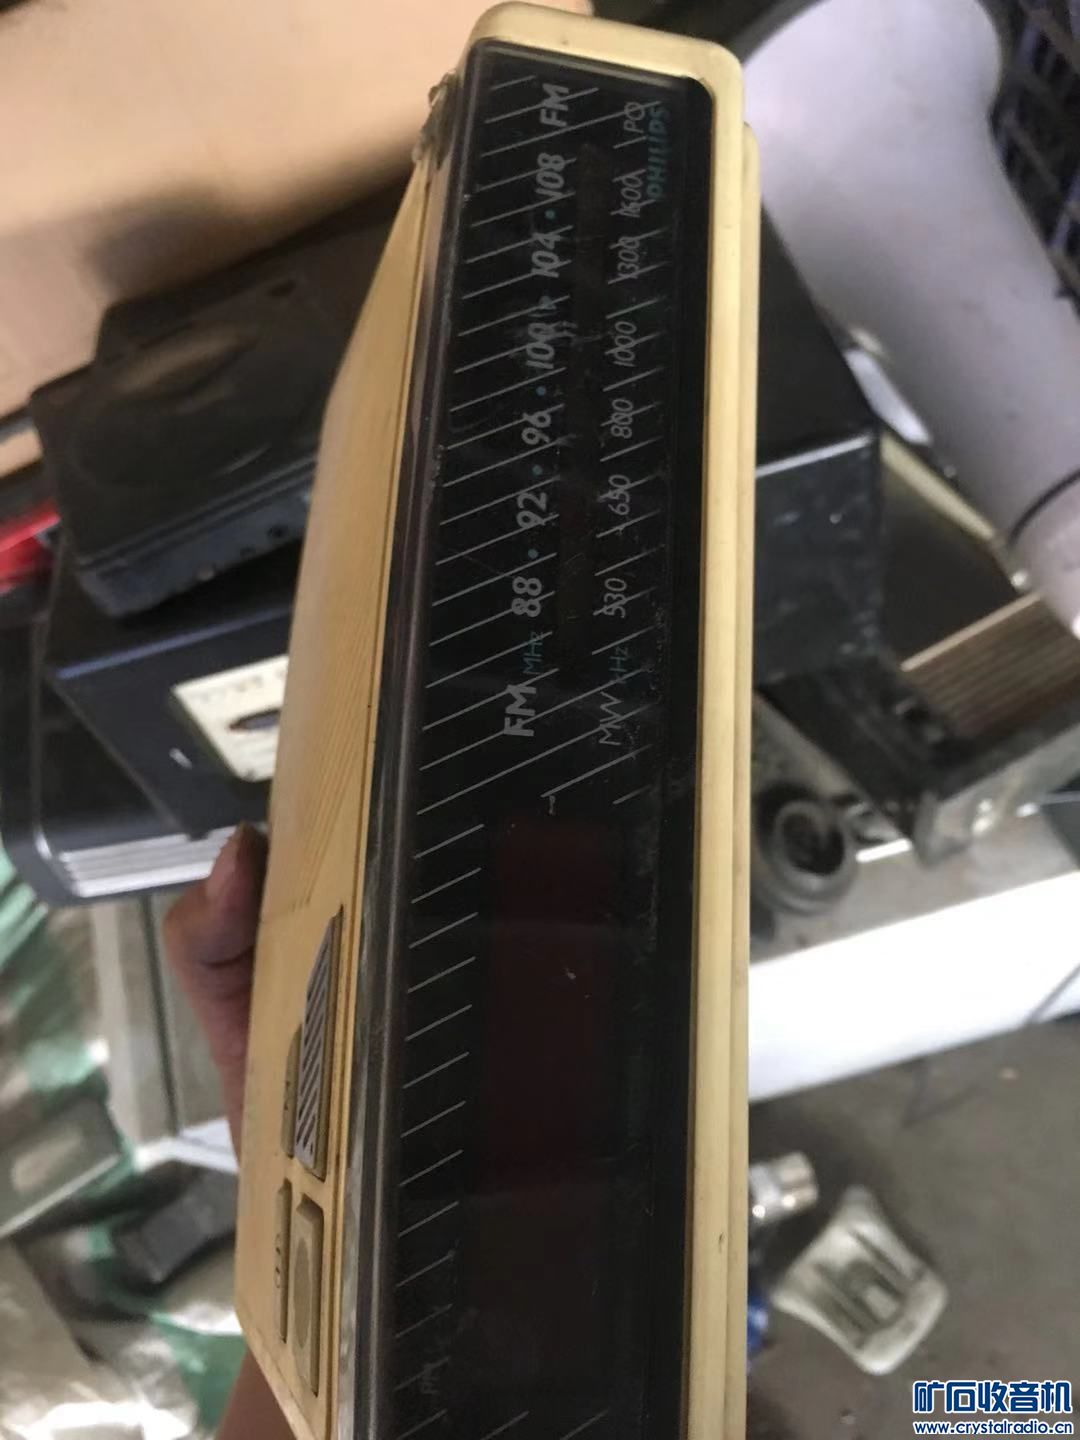 FM MHz 88 · 92 · 96 · 100 · 104 · 108 FM
MW kHz 530 650 800 1000 1300 1600
PHILIPS
矿石收音机
www.crystalradio.cn